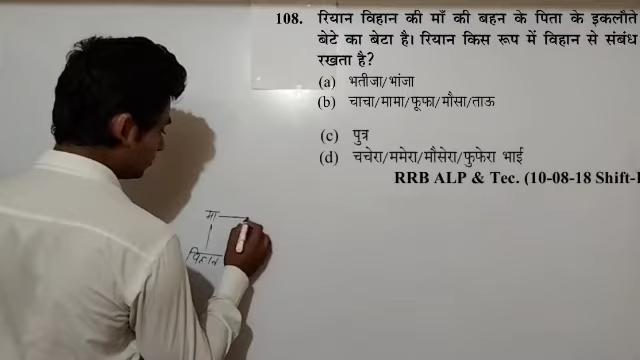 108. रियान विहान की माँ की बहन के पिता के इकलौते
बेटे का बेटा है। रियान किस रूप में विहान से संबंध
रखता है?
(a) भतीजा/भांजा
(b) चाचा/मामा/फूफा/मौसा/ताऊ
(c) पुत्र
(d) चचेरा/ममेरा/मौसेरा/फुफेरा भाई
RRB ALP & Tec. (10-08-18 Shift-I
मा
विहान